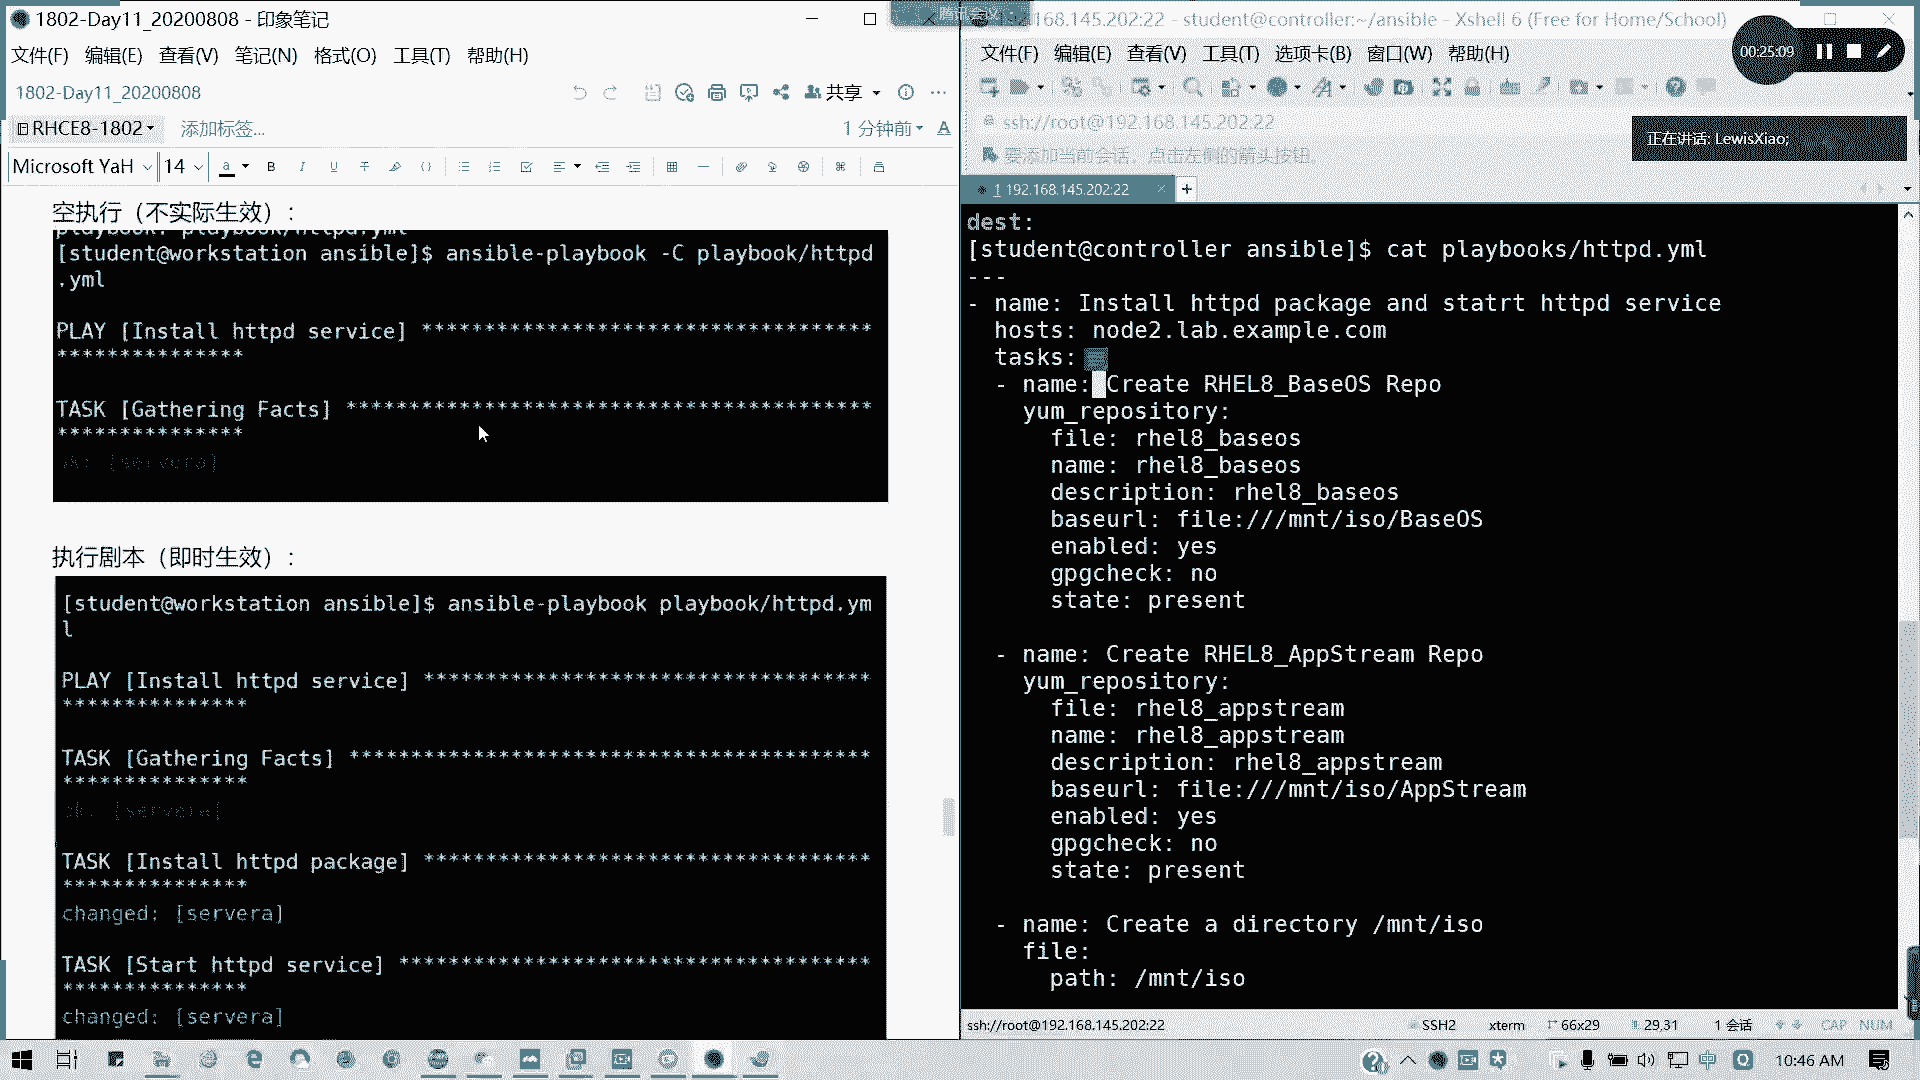 1802-Day11_20200808 - 印象笔记
文件(F) 编辑(E) 查看(V) 笔记(N) 格式(O) 工具(T) 帮助(H)
1802-Day11_20200808
共享
RHCE8-1802
添加标签...
1 分钟前
Microsoft YaH
14
空执行（不实际生效）:
playbook: playbook/httpd.yml
[student@workstation ansible]$ ansible-playbook -C playbook/httpd
.yml
PLAY [Install httpd service] ************************************
***************
TASK [Gathering Facts] ******************************************
***************
ok: [servera]
执行剧本（即时生效）:
[student@workstation ansible]$ ansible-playbook playbook/httpd.ym
l
PLAY [Install httpd service] ************************************
***************
TASK [Gathering Facts] ******************************************
***************
ok: [servera]
TASK [Install httpd package] ************************************
***************
changed: [servera]
TASK [Start httpd service] **************************************
***************
changed: [servera]
腾讯会议
168.145.202:22 - student@controller:~/ansible - Xshell 6 (Free for Home/School)
文件(F) 编辑(E) 查看(V) 工具(T) 选项卡(B) 窗口(W) 帮助(H)
00:25:09
ssh://root@192.168.145.202:22
正在讲话: LewisXiao;
要添加当前会话，点击左侧的箭头按钮。
1 192.168.145.202:22
dest:
[student@controller ansible]$ cat playbooks/httpd.yml
---
- name: Install httpd package and statrt httpd service
  hosts: node2.lab.example.com
  tasks:
  - name: Create RHEL8_BaseOS Repo
    yum_repository:
      file: rhel8_baseos
      name: rhel8_baseos
      description: rhel8_baseos
      baseurl: file:///mnt/iso/BaseOS
      enabled: yes
      gpgcheck: no
      state: present
  - name: Create RHEL8_AppStream Repo
    yum_repository:
      file: rhel8_appstream
      name: rhel8_appstream
      description: rhel8_appstream
      baseurl: file:///mnt/iso/AppStream
      enabled: yes
      gpgcheck: no
      state: present
  - name: Create a directory /mnt/iso
    file:
      path: /mnt/iso
ssh://root@192.168.145.202:22
SSH2
xterm
66x29
29,31
1 会话
CAP NUM
中
10:46 AM